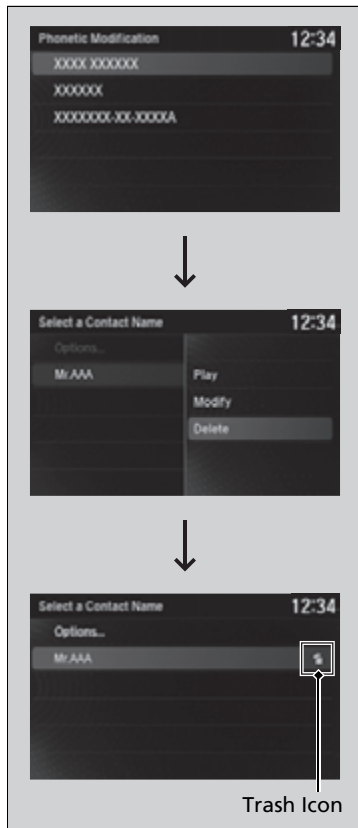 Phonetic Modification 12:34
XXXX XXXXXX
XXXXXX
XXXXXXX-XX-XXXXA
Select a Contact Name 12:34
Options...
Mr.AAA Play
Modify
Delete
Select a Contact Name 12:34
Options...
Mr.AAA
Trash Icon